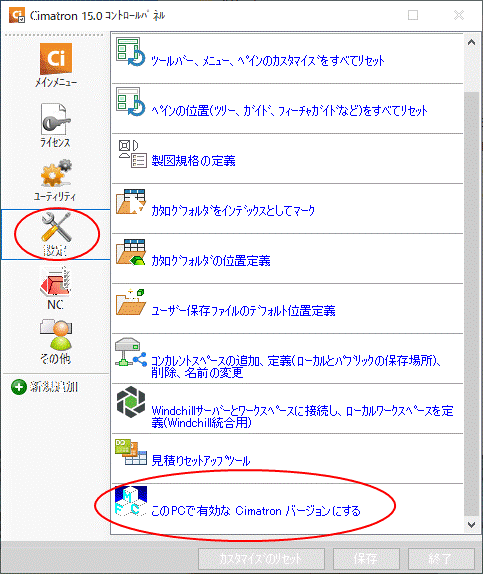 Cimatron 15.0 ｺﾝﾄﾛｰﾙﾊﾟﾈﾙ
Ci
ﾒｲﾝﾒﾆｭｰ
ﾗｲｾﾝｽ
ﾕｰﾃｨﾘﾃｨ
設定
NC
その他
新規追加
ﾂｰﾙﾊﾞｰ、ﾒﾆｭｰ、ﾍﾟｲﾝのｶｽﾀﾏｲｽﾞをすべてﾘｾｯﾄ
ﾍﾟｲﾝの位置(ﾂﾘｰ、ｶﾞｲﾄﾞ、ﾌｨｰﾁｬｶﾞｲﾄﾞなど)をすべてﾘｾｯﾄ
製図規格の定義
ｶﾀﾛｸﾞﾌｫﾙﾀﾞをｲﾝﾃﾞｯｸｽとしてﾏｰｸ
ｶﾀﾛｸﾞﾌｫﾙﾀﾞの位置定義
ﾕｰｻﾞｰ保存ﾌｧｲﾙのﾃﾞﾌｫﾙﾄ位置定義
ｺﾝｶﾚﾝﾄｽﾍﾟｰｽの追加、定義(ﾛｰｶﾙとﾊﾟﾌﾞﾘｯｸの保存場所)、
削除、名前の変更
Windchillｻｰﾊﾞｰとﾜｰｸｽﾍﾟｰｽに接続し、ﾛｰｶﾙﾜｰｸｽﾍﾟｰｽを定
義(Windchill統合用)
見積りｾｯﾄｱｯﾌﾟﾂｰﾙ
このPCで有効な Cimatron ﾊﾞｰｼﾞｮﾝにする
ｶｽﾀﾏｲｽﾞのﾘｾｯﾄ
保存
終了